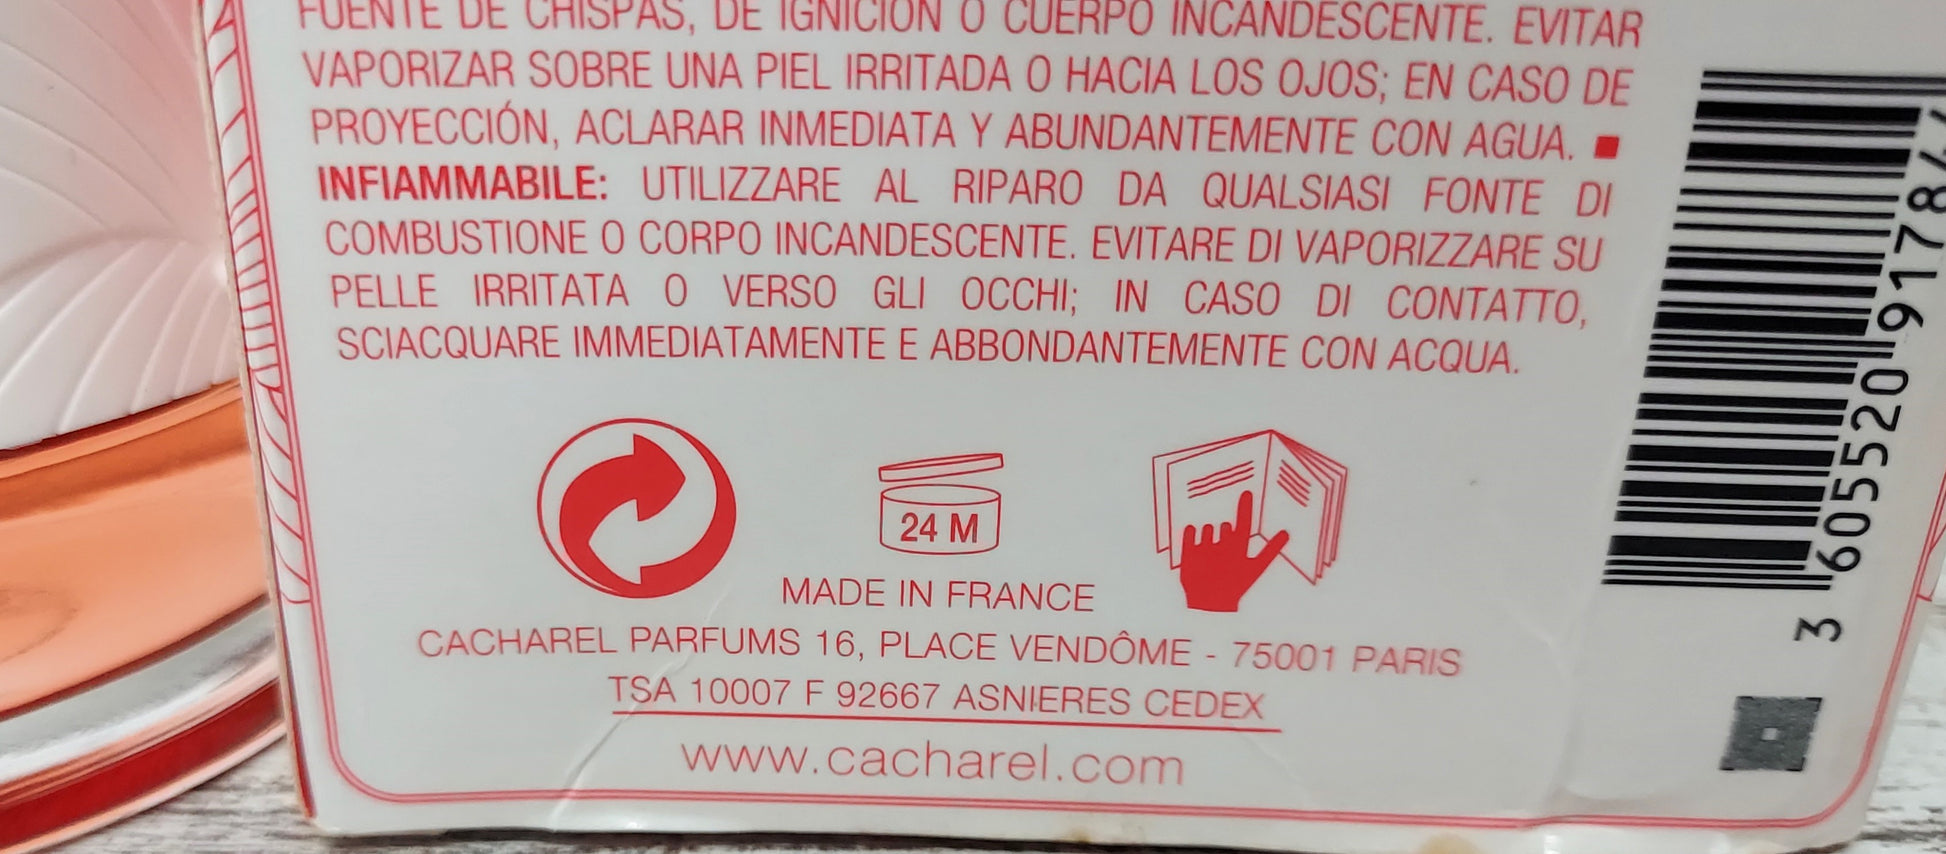 FUENTE DE CHISPAS, DE IGNICIÓN O CUERPO INCANDESCENTE. EVITAR
VAPORIZAR SOBRE UNA PIEL IRRITADA O HACIA LOS OJOS; EN CASO DE
PROYECCIÓN, ACLARAR INMEDIATA Y ABUNDANTEMENTE CON AGUA. ■
INFIAMMABILE: UTILIZZARE AL RIPARO DA QUALSIASI FONTE DI
COMBUSTIONE O CORPO INCANDESCENTE. EVITARE DI VAPORIZZARE SU
PELLE IRRITATA O VERSO GLI OCCHI; IN CASO DI CONTATTO,
SCIACQUARE IMMEDIATAMENTE E ABBONDANTEMENTE CON ACQUA.
24 M
MADE IN FRANCE
CACHAREL PARFUMS 16, PLACE VENDÔME - 75001 PARIS
TSA 10007 F 92667 ASNIERES CEDEX
www.cacharel.com
3 605520 9178